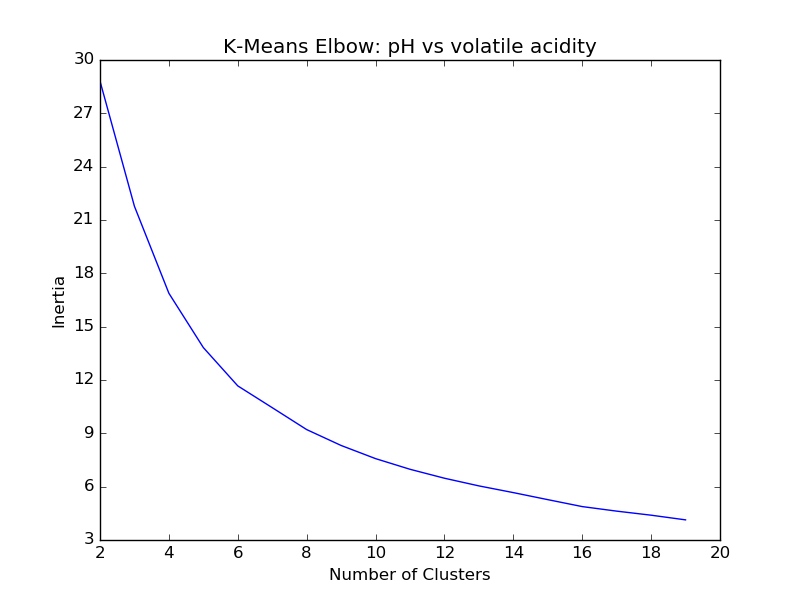 K-Means Elbow: pH vs volatile acidity
30
27
24
21
18
15
12
9
6
3
Inertia
2 4 6 8 10 12 14 16 18 20
Number of Clusters